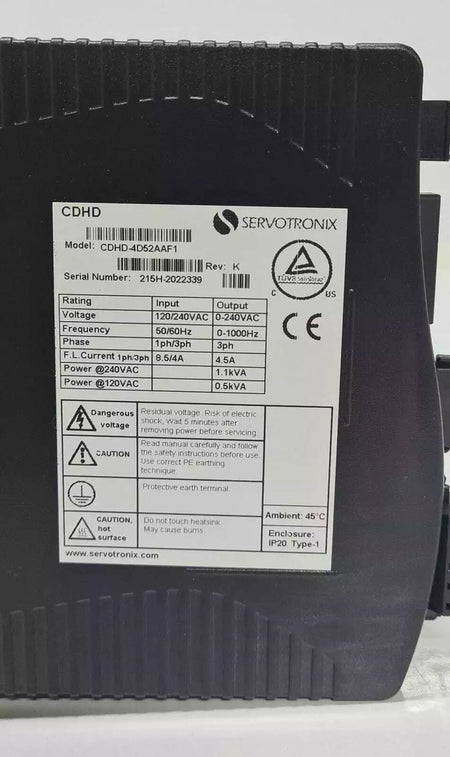 CDHD
SERVOTRONIX
Model: CDHD-4D52AAF1
Rev: K
Serial Number: 215H-2022339
C US
CE
Rating Input Output
Voltage 120/240VAC 0-240VAC
Frequency 50/60Hz 0-1000Hz
Phase 1ph/3ph 3ph
F.L.Current 1ph/3ph 8.5/4A 4.5A
Power @240VAC 1.1kVA
Power @120VAC 0.5kVA
Dangerous voltage
Residual voltage. Risk of electric
shock, Wait 5 minutes after
removing power before servicing.
CAUTION
Read manual carefully and follow
the safety instructions before use.
Use correct PE earthing
technique.
Protective earth terminal
CAUTION,
hot
surface
Do not touch heatsink.
May cause burns.
Ambient: 45°C
Enclosure:
IP20 Type-1
www.servotronix.com